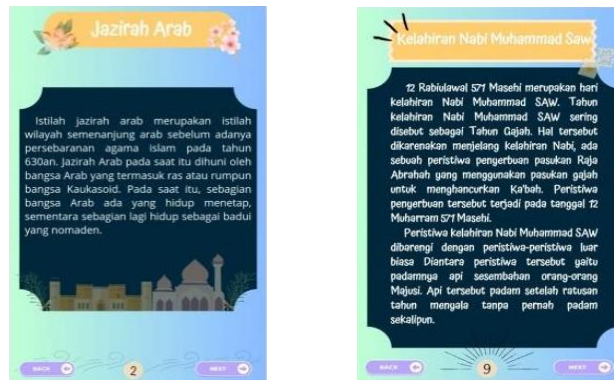 Jazirah Arab
Istilah jazirah arab merupakan istilah
wilayah semenanjung arab sebelum adanya
persebaranan agama islam pada tahun
630an. Jazirah Arab pada saat itu dihuni oleh
bangsa Arab yang termasuk ras atau rumpun
bangsa Kaukasoid. Pada saat itu, sebagian
bangsa Arab ada yang hidup menetap,
sementara sebagian lagi hidup sebagai badui
yang nomaden.
BACK
2
NEXT
Kelahiran Nabi Muhammad Saw
12 Rabiulawal 571 Masehi merupakan hari
kelahiran Nabi Muhammad SAW. Tahun
kelahiran Nabi Muhammad SAW sering
disebut sebagai Tahun Gajah. Hal tersebut
dikarenakan menjelang kelahiran Nabi, ada
sebuah peristiwa penyerbuan pasukan Raja
Abrahah yang menggunakan pasukan gajah
untuk menghancurkan Ka'bah. Peristiwa
penyerbuan tersebut terjadi pada tanggal 12
Muharram 571 Masehi.
Peristiwa kelahiran Nabi Muhammad SAW
dibarengi dengan peristiwa-peristiwa luar
biasa Diantara peristiwa tersebut yaitu
padamnya api sesembahan orang-orang
Majusi. Api tersebut padam setelah ratusan
tahun menyala tanpa pernah padam
sekalipun.
BACK
9
NEXT